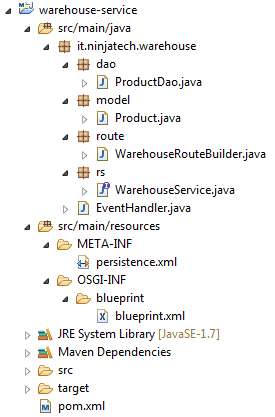 warehouse-service
src/main/java
it.ninjatech.warehouse
dao
ProductDao.java
model
Product.java
route
WarehouseRouteBuilder.java
rs
WarehouseService.java
EventHandler.java
src/main/resources
META-INF
persistence.xml
OSGI-INF
blueprint
blueprint.xml
JRE System Library [JavaSE-1.7]
Maven Dependencies
src
target
pom.xml